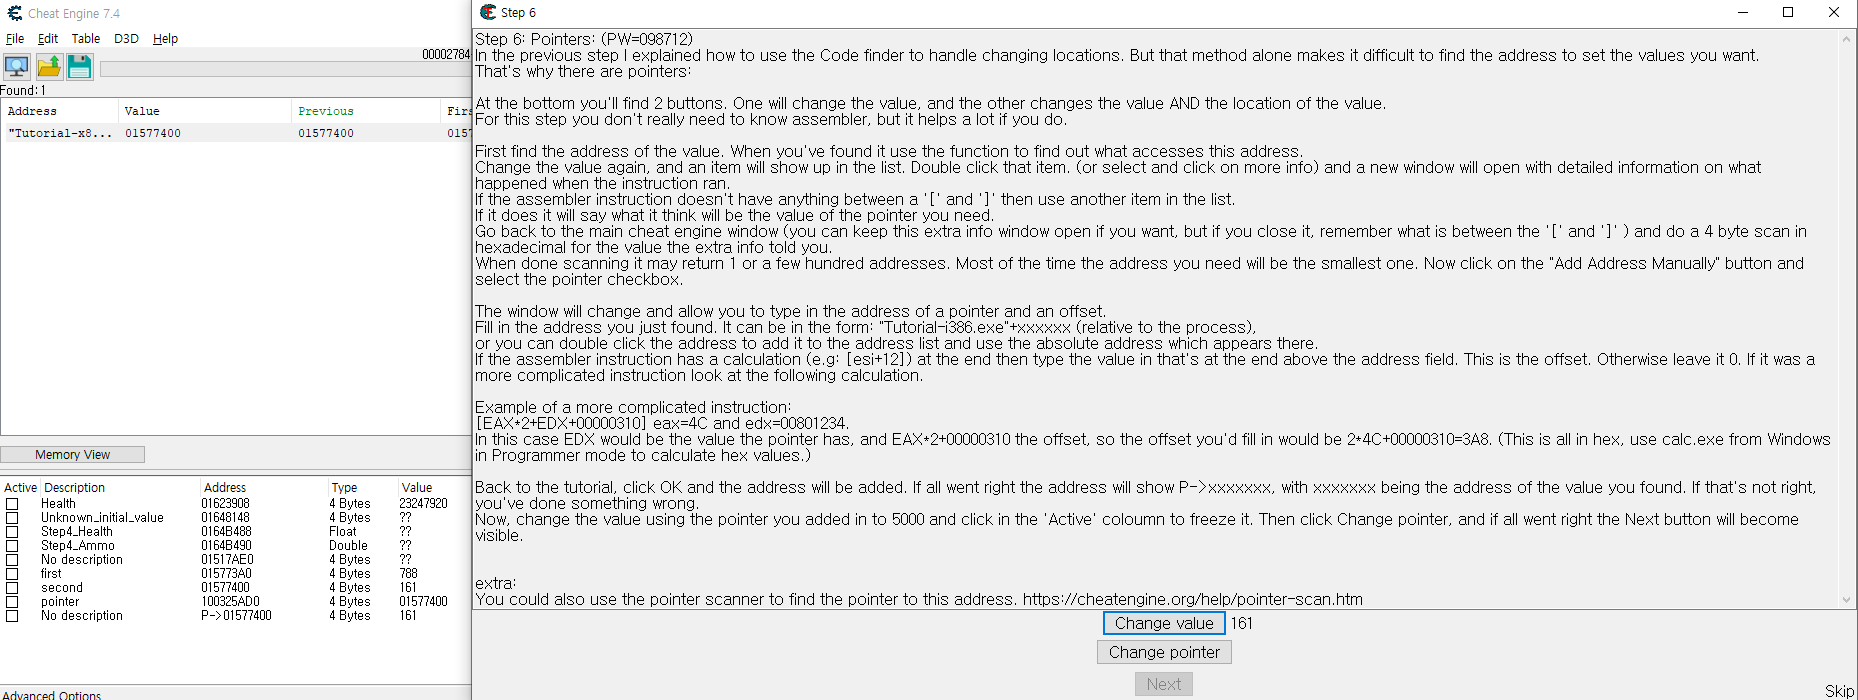 Cheat Engine 7.4
File Edit Table D3D Help
00002784
Found:1
Address Value Previous Firs
"Tutorial-x8... 01577400 01577400 0157
Memory View
Active Description Address Type Value
Health 01623908 4 Bytes 23247920
Unknown_initial_value 01648148 4 Bytes ??
Step4_Health 0164B488 Float ??
Step4_Ammo 0164B490 Double ??
No description 01517AE0 4 Bytes ??
first 015773A0 4 Bytes 788
second 01577400 4 Bytes 161
pointer 100325AD0 4 Bytes 01577400
No description P->01577400 4 Bytes 161
Advanced Options
Step 6
Step 6: Pointers: (PW=098712)
In the previous step I explained how to use the Code finder to handle changing locations. But that method alone makes it difficult to find the address to set the values you want.
That's why there are pointers:
At the bottom you'll find 2 buttons. One will change the value, and the other changes the value AND the location of the value.
For this step you don't really need to know assembler, but it helps a lot if you do.
First find the address of the value. When you've found it use the function to find out what accesses this address.
Change the value again, and an item will show up in the list. Double click that item. (or select and click on more info) and a new window will open with detailed information on what
happened when the instruction ran.
If the assembler instruction doesn't have anything between a '[' and ']' then use another item in the list.
If it does it will say what it think will be the value of the pointer you need.
Go back to the main cheat engine window (you can keep this extra info window open if you want, but if you close it, remember what is between the '[' and ']' ) and do a 4 byte scan in
hexadecimal for the value the extra info told you.
When done scanning it may return 1 or a few hundred addresses. Most of the time the address you need will be the smallest one. Now click on the "Add Address Manually" button and
select the pointer checkbox.
The window will change and allow you to type in the address of a pointer and an offset.
Fill in the address you just found. It can be in the form: "Tutorial-i386.exe"+xxxxxx (relative to the process),
or you can double click the address to add it to the address list and use the absolute address which appears there.
If the assembler instruction has a calculation (e.g: [esi+12]) at the end then type the value in that's at the end above the address field. This is the offset. Otherwise leave it 0. If it was a
more complicated instruction look at the following calculation.
Example of a more complicated instruction:
[EAX*2+EDX+00000310] eax=4C and edx=00801234.
In this case EDX would be the value the pointer has, and EAX*2+00000310 the offset, so the offset you'd fill in would be 2*4C+00000310=3A8. (This is all in hex, use calc.exe from Windows
in Programmer mode to calculate hex values.)
Back to the tutorial, click OK and the address will be added. If all went right the address will show P->xxxxxxx, with xxxxxxx being the address of the value you found. If that's not right,
you've done something wrong.
Now, change the value using the pointer you added in to 5000 and click in the 'Active' coloumn to freeze it. Then click Change pointer, and if all went right the Next button will become
visible.
extra:
You could also use the pointer scanner to find the pointer to this address. https://cheatengine.org/help/pointer-scan.htm
Change value 161
Change pointer
Next
Skip